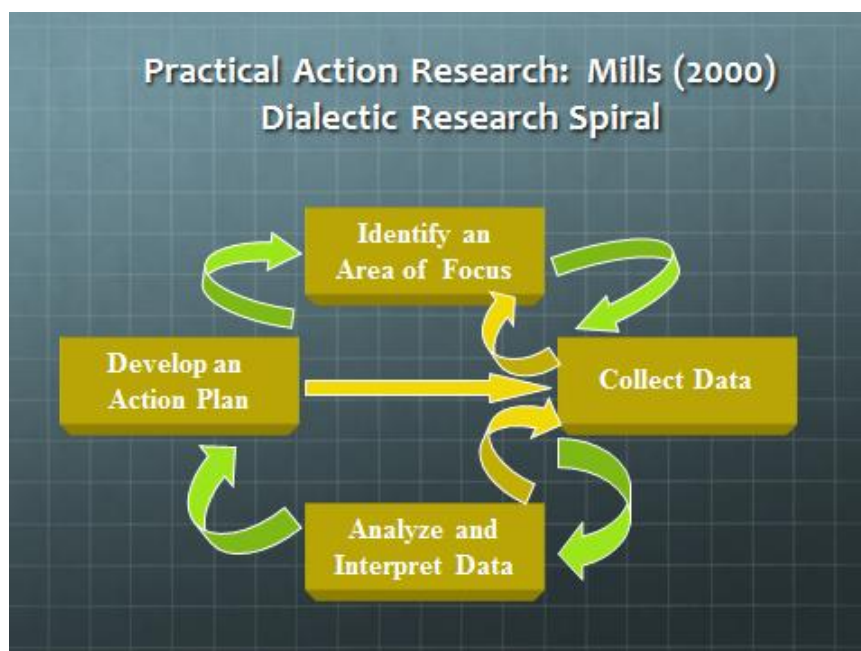 Practical Action Research: Mills (2000)
Dialectic Research Spiral
Identify an
Area of Focus
Develop an
Action Plan
Collect Data
Analyze and
Interpret Data